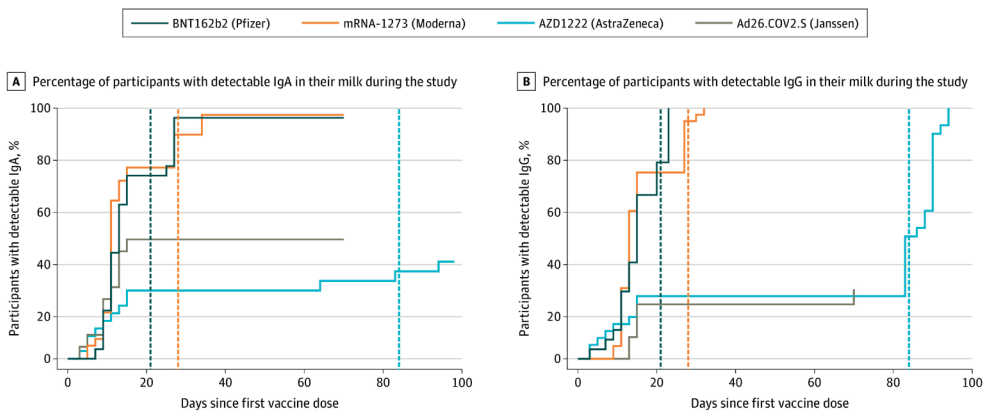 BNT162b2 (Pfizer) mRNA-1273 (Moderna) AZD1222 (AstraZeneca) Ad26.COV2.S (Janssen)
A Percentage of participants with detectable IgA in their milk during the study
Participants with detectable IgA, %
100
80
60
40
20
0
0 20 40 60 80 100
Days since first vaccine dose
B Percentage of participants with detectable IgG in their milk during the study
Participants with detectable IgG, %
100
80
60
40
20
0
0 20 40 60 80 100
Days since first vaccine dose